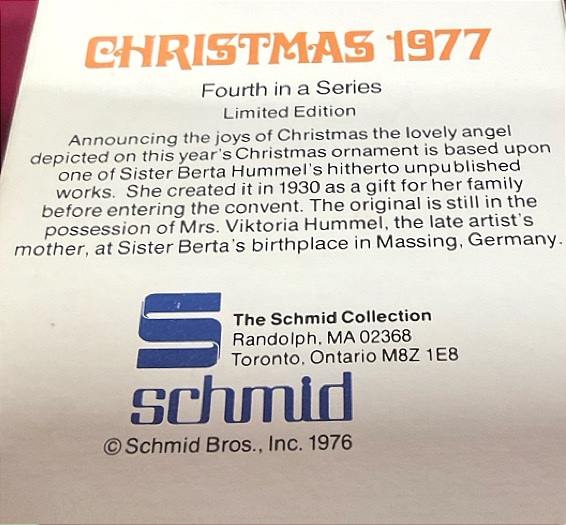 CHRISTMAS 1977
Fourth in a Series
Limited Edition
Announcing the joys of Christmas the lovely angel
depicted on this year's Christmas ornament is based upon
one of Sister Berta Hummel's hitherto unpublished
works. She created it in 1930 as a gift for her family
before entering the convent. The original is still in the
possession of Mrs. Viktoria Hummel, the late artist's
mother, at Sister Berta's birthplace in Massing, Germany.
S
The Schmid Collection
Randolph, MA 02368
Toronto, Ontario M8Z 1E8
schmid
© Schmid Bros., Inc. 1976